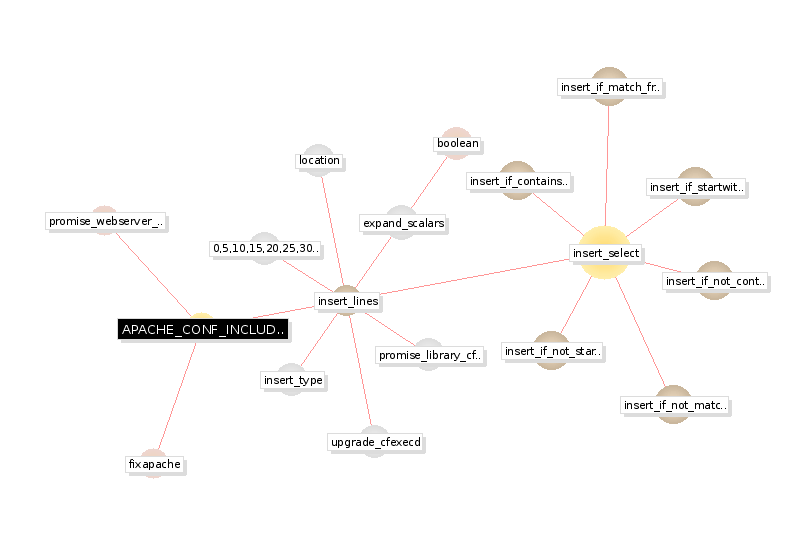 insert_if_match_fr..
boolean
location
insert_if_contains..
insert_if_startwit..
promise_webserver_..
expand_scalars
0,5,10,15,20,25,30..
insert_select
insert_if_not_cont..
insert_lines
APACHE_CONF_INCLUD..
promise_library_cf..
insert_if_not_star..
insert_type
insert_if_not_matc..
upgrade_cfexecd
fixapache